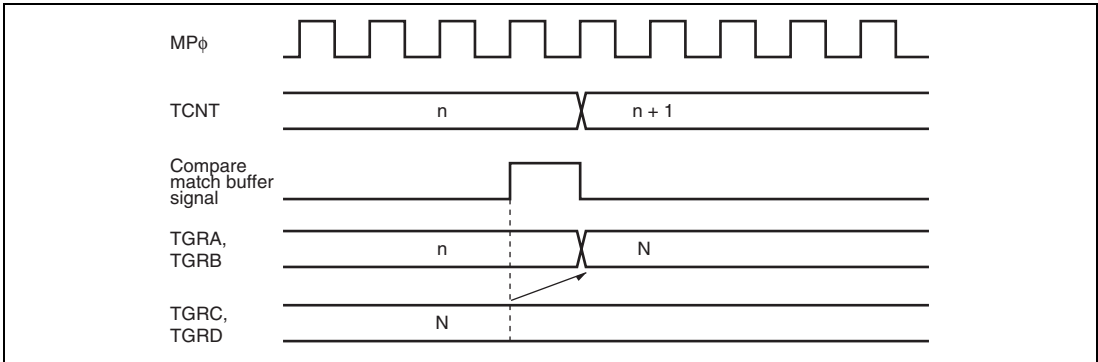 MPϕ
TCNT
n
n + 1
Compare
match buffer
signal
TGRA,
TGRB
n
N
TGRC,
TGRD
N